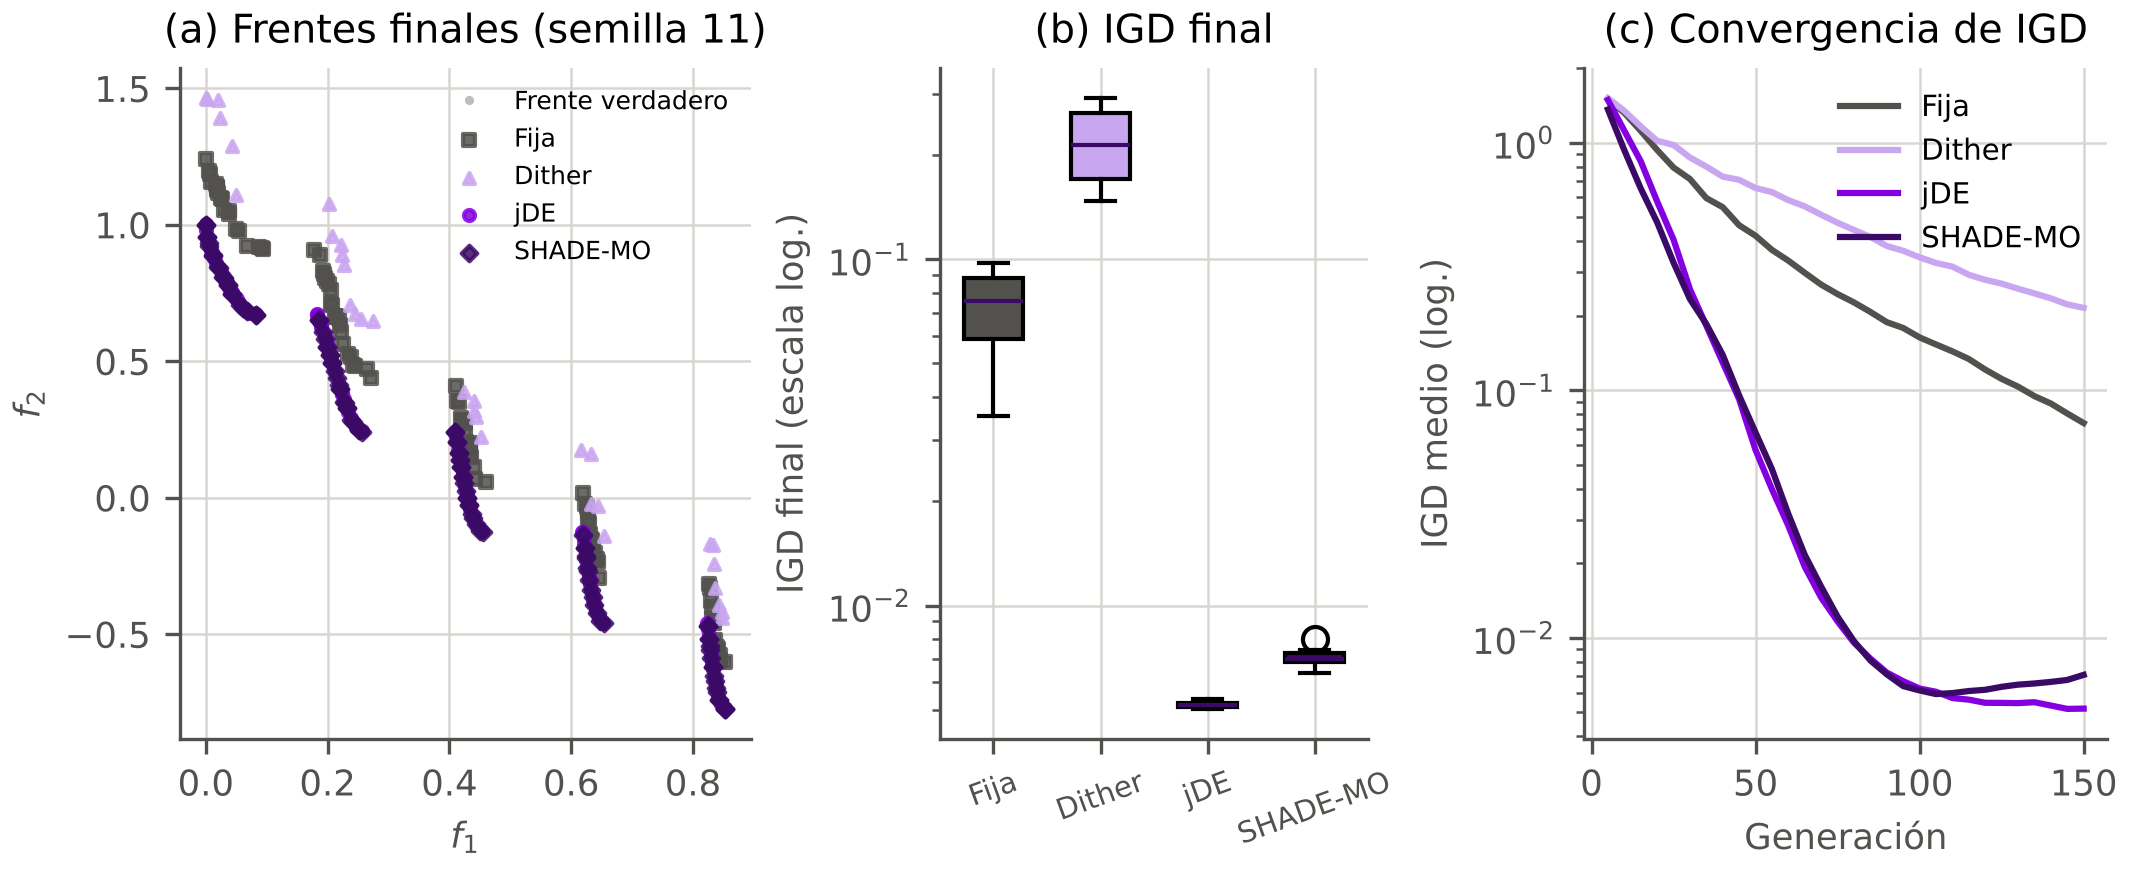 (a) Frentes finales (semilla 11)
1.5
1.0
0.5
0.0
−0.5
f2
0.0 0.2 0.4 0.6 0.8
f1
Frente verdadero
Fija
Dither
jDE
SHADE-MO
(b) IGD final
IGD final (escala log.)
10−1
10−2
Fija
Dither
jDE
SHADE-MO
(c) Convergencia de IGD
IGD medio (log.)
100
10−1
10−2
0 50 100 150
Generación
Fija
Dither
jDE
SHADE-MO